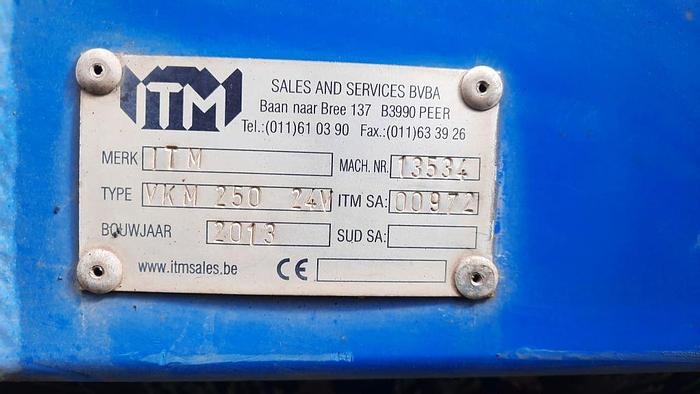 ITM
SALES AND SERVICES BVBA
Baan naar Bree 137 B3990 PEER
Tel.:(011)61 03 90 Fax.:(011)63 39 26
MERK ITM MACH. NR. 13534
TYPE VKM 250 24V ITM SA: 00972
BOUWJAAR 2013 SUD SA:
www.itmsales.be CE